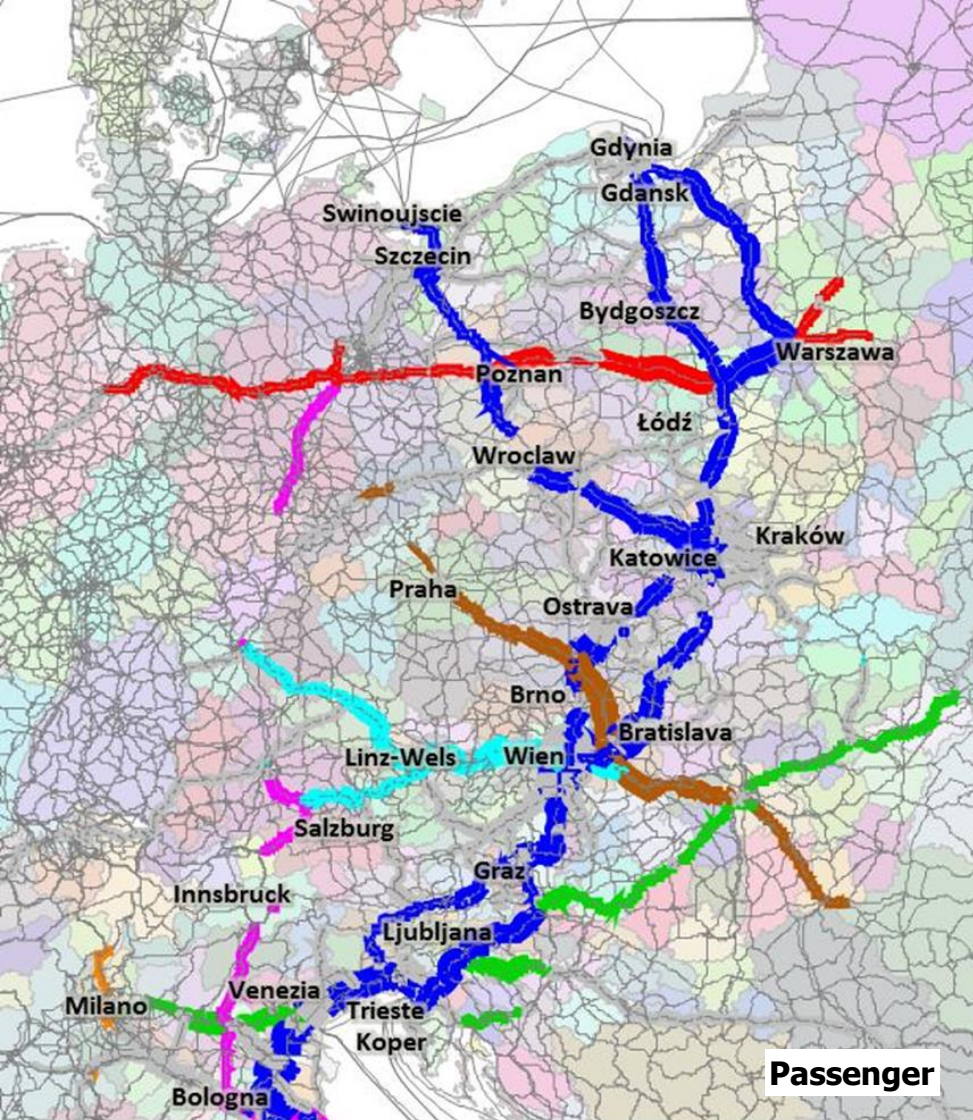 Gdynia
Gdansk
Swinoujscie
Szczecin
Bydgoszcz
Warszawa
Poznan
Łódź
Wroclaw
Kraków
Katowice
Praha
Ostrava
Brno
Bratislava
Linz-Wels
Wien
Salzburg
Graz
Innsbruck
Ljubljana
Venezia
Milano
Trieste
Koper
Passenger
Bologna